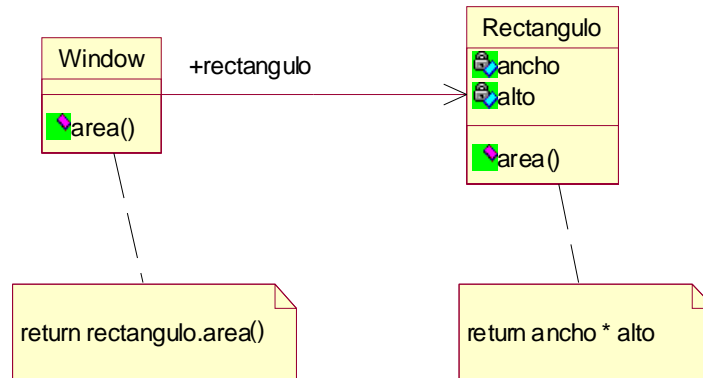 Window
area()
+rectangulo
Rectangulo
ancho
alto
area()
return rectangulo.area()
return ancho * alto